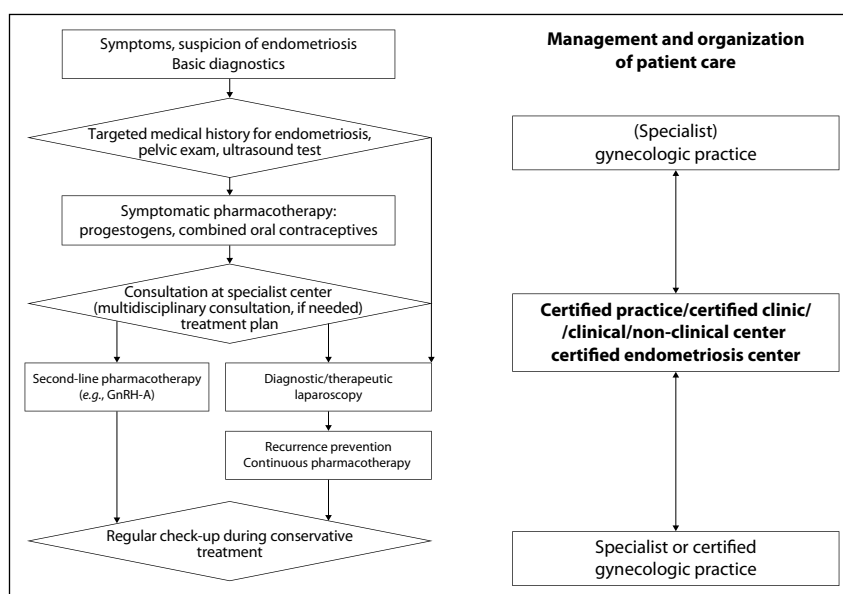 Symptoms, suspicion of endometriosis
Basic diagnostics
Targeted medical history for endometriosis,
pelvic exam, ultrasound test
Symptomatic pharmacotherapy:
progestogens, combined oral contraceptives
Consultation at specialist center
(multidisciplinary consultation, if needed)
treatment plan
Second-line pharmacotherapy
(e.g., GnRH-A)
Diagnostic/therapeutic
laparoscopy
Recurrence prevention
Continuous pharmacotherapy
Regular check-up during conservative
treatment
Management and organization
of patient care
(Specialist)
gynecologic practice
Certified practice/certified clinic/
/clinical/non-clinical center
certified endometriosis center
Specialist or certified
gynecologic practice